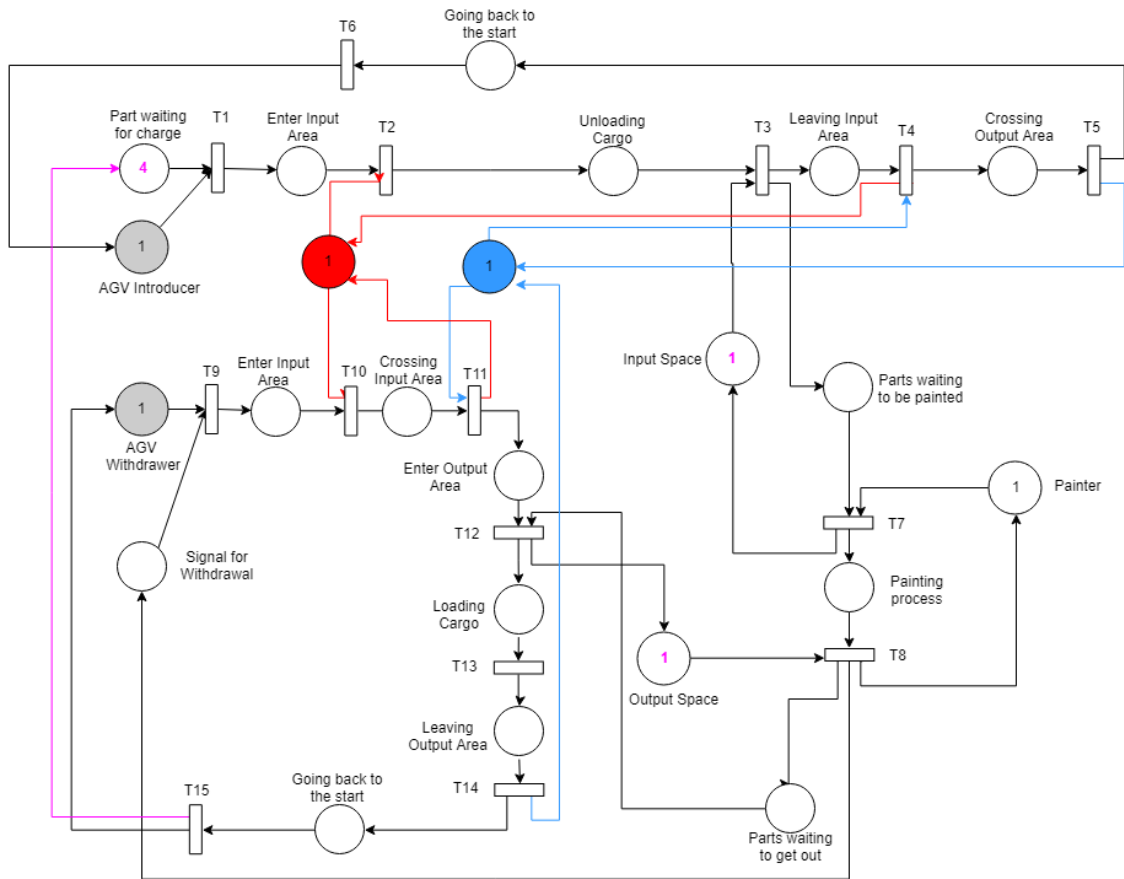 Going back to
the start
T6
Part waiting
for charge
T1
Enter Input
Area
T2
Unloading
Cargo
T3
Leaving Input
Area
T4
Crossing
Output Area
T5
4
1
AGV Introducer
1
1
Input Space
1
Parts waiting
to be painted
T9
Enter Input
Area
T10
Crossing
Input Area
T11
1
AGV
Withdrawer
Enter Output
Area
1
Painter
T7
T12
Signal for
Withdrawal
Painting
process
Loading
Cargo
T8
1
Output Space
T13
Leaving
Output Area
T14
T15
Going back to
the start
Parts waiting
to get out